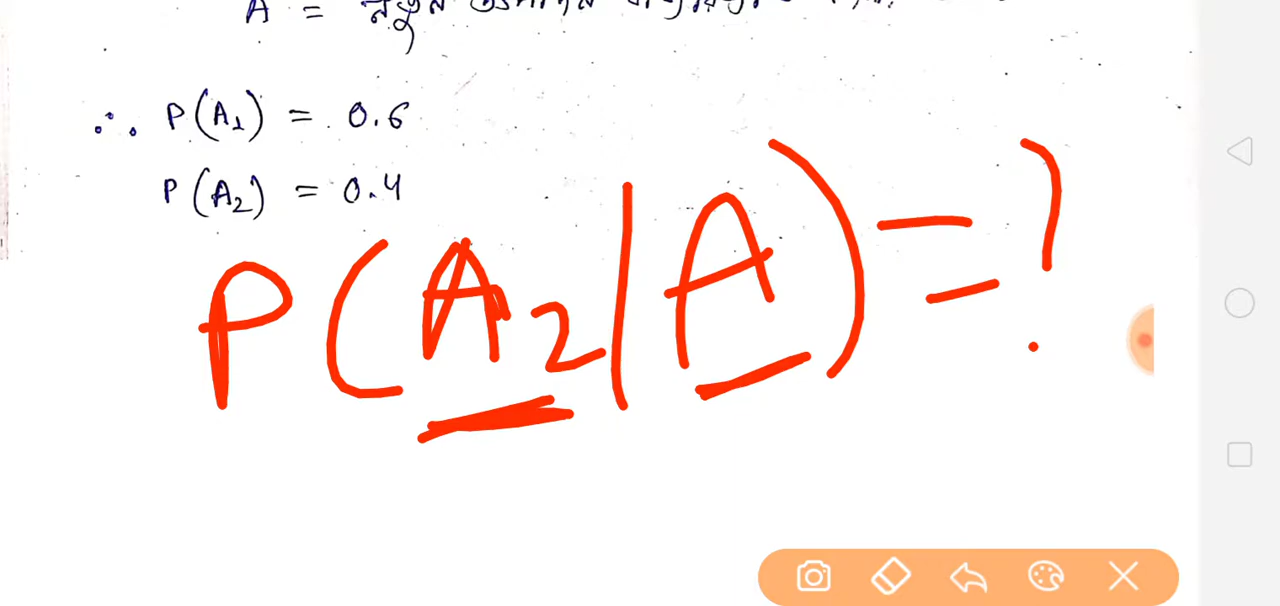 A =
∴ P(A₁) = 0.6
P(A₂) = 0.4
P(A₂|A) = ?